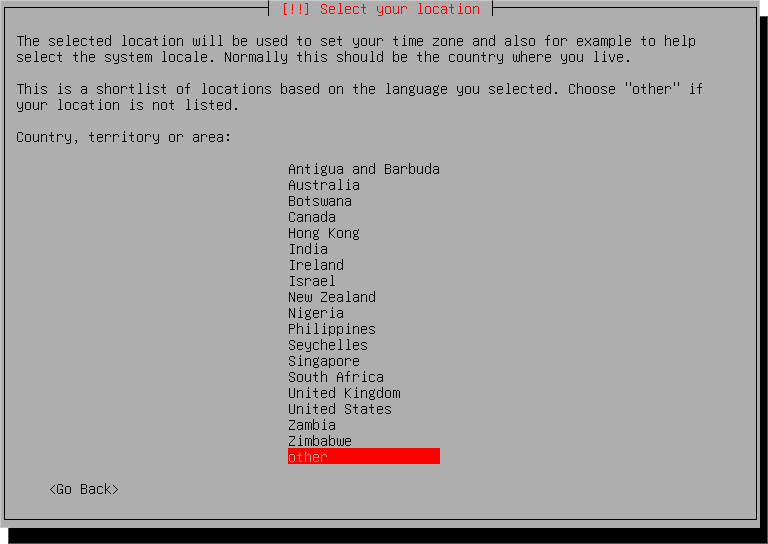 [!!] Select your location
The selected location will be used to set your time zone and also for example to help
select the system locale. Normally this should be the country where you live.
This is a shortlist of locations based on the language you selected. Choose "other" if
your location is not listed.
Country, territory or area:
Antigua and Barbuda
Australia
Botswana
Canada
Hong Kong
India
Ireland
Israel
New Zealand
Nigeria
Philippines
Seychelles
Singapore
South Africa
United Kingdom
United States
Zambia
Zimbabwe
other
<Go Back>